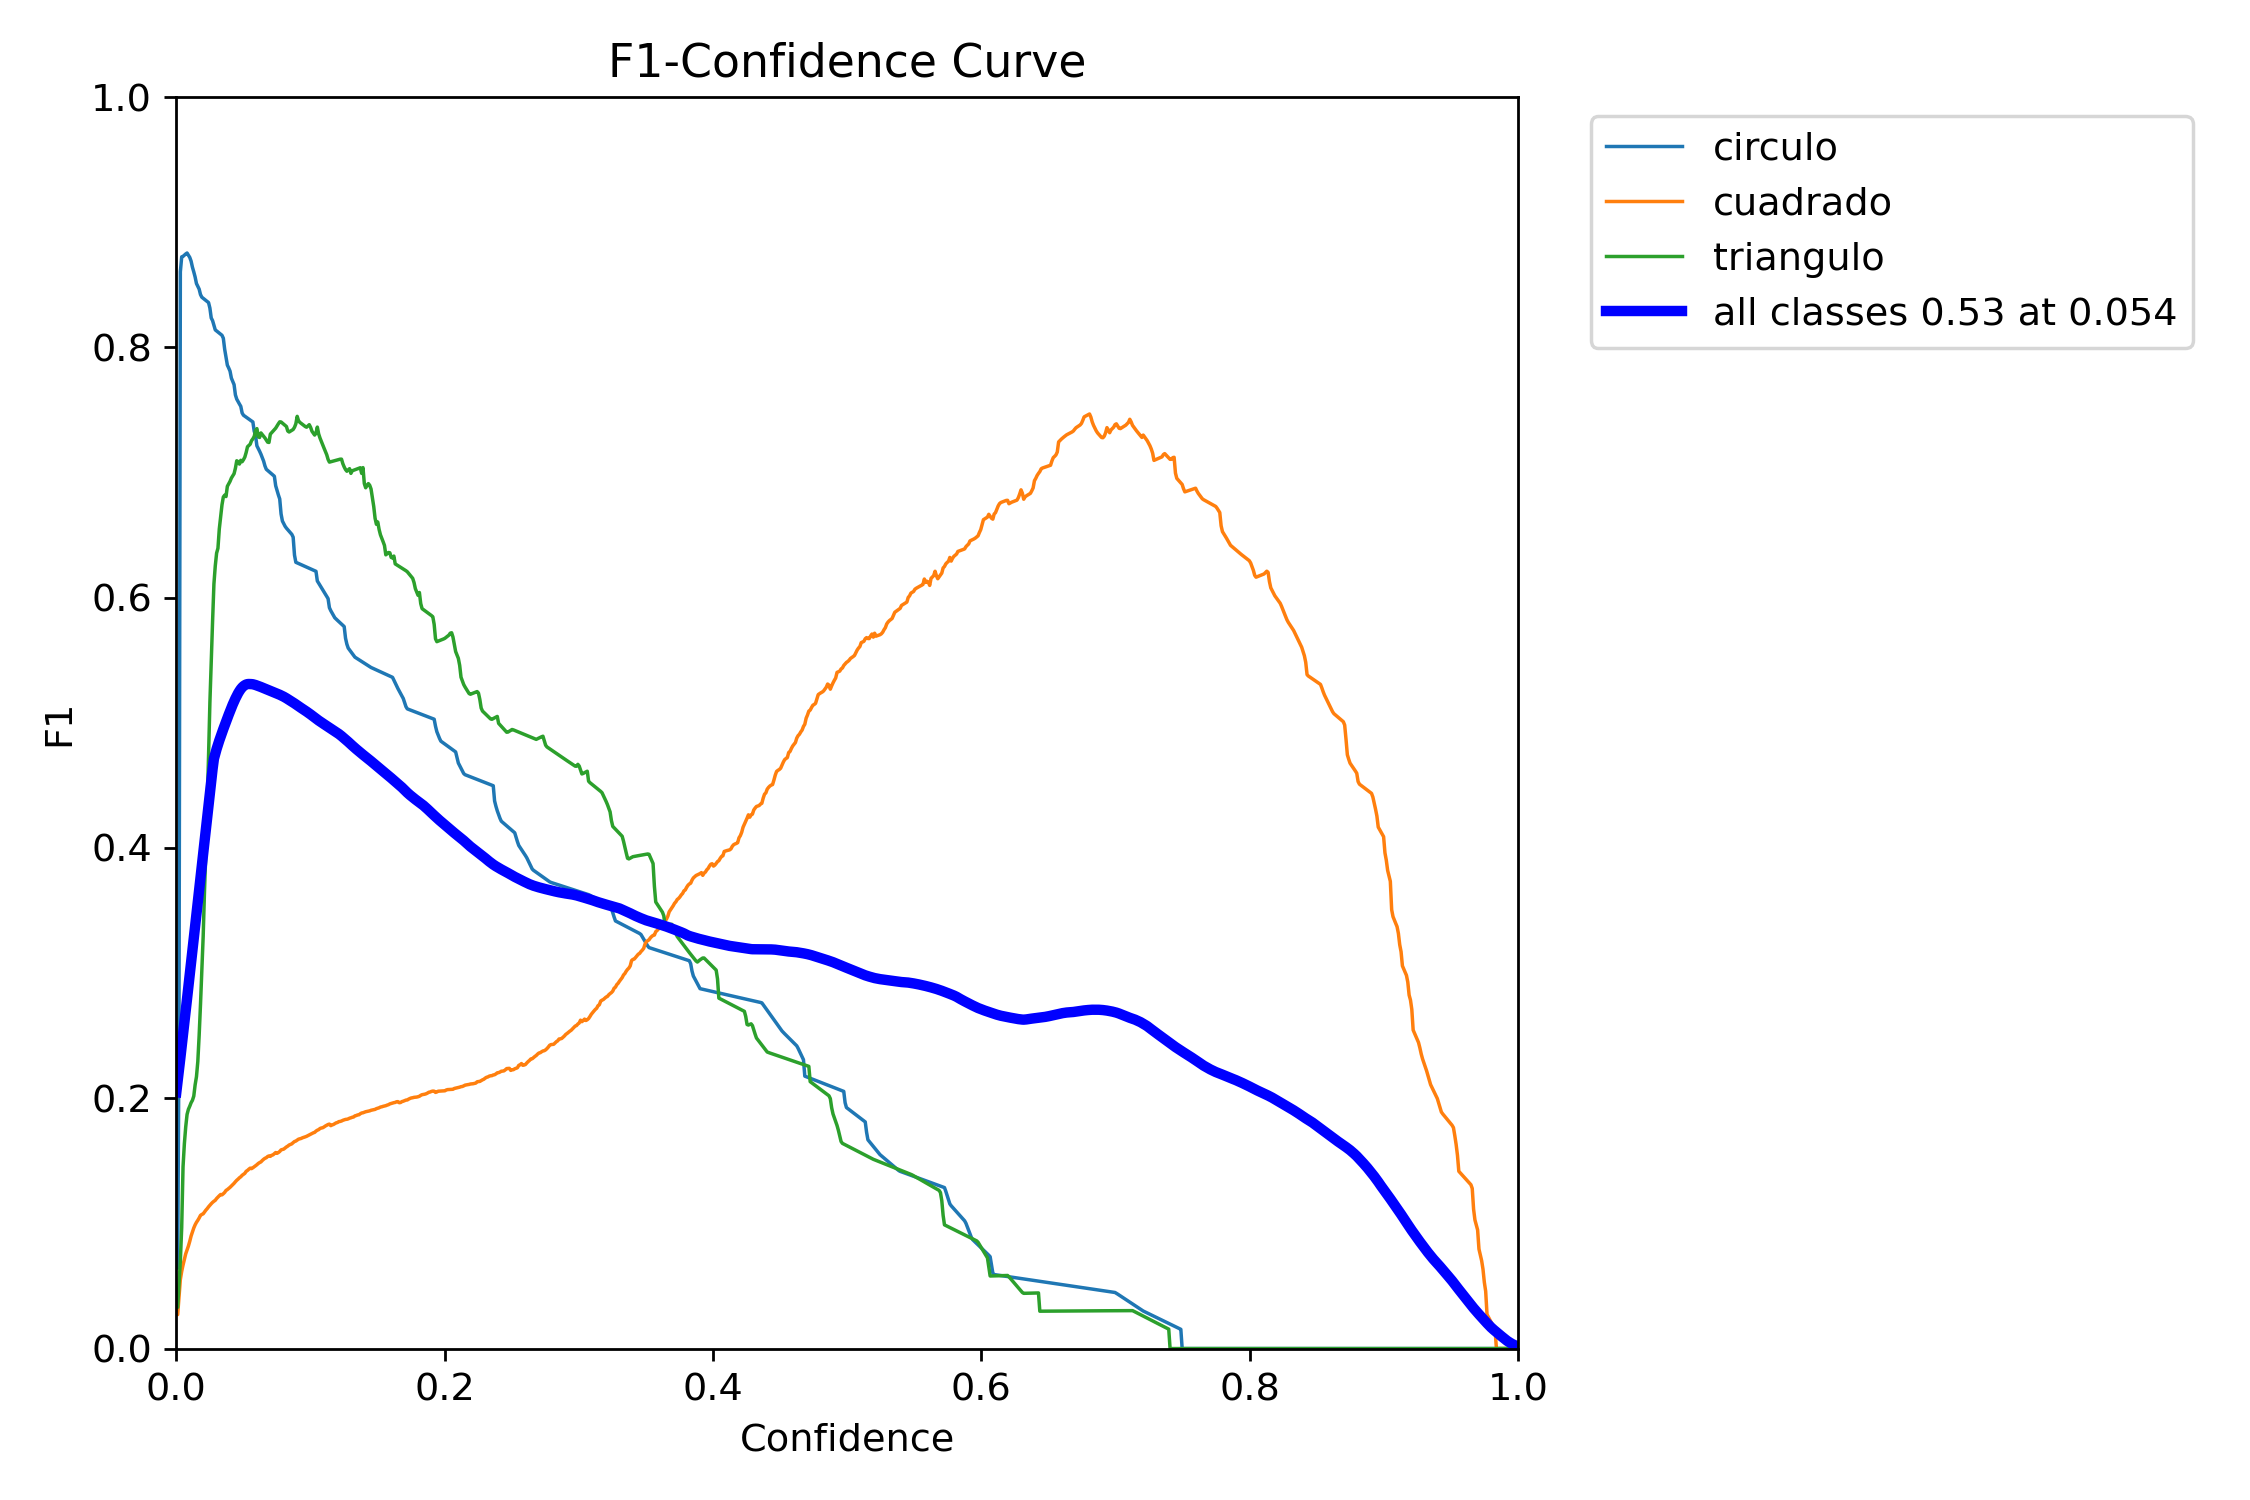 F1-Confidence Curve
1.0
0.8
0.6
0.4
0.2
0.0
F1
0.0 0.2 0.4 0.6 0.8 1.0
Confidence
circulo
cuadrado
triangulo
all classes 0.53 at 0.054